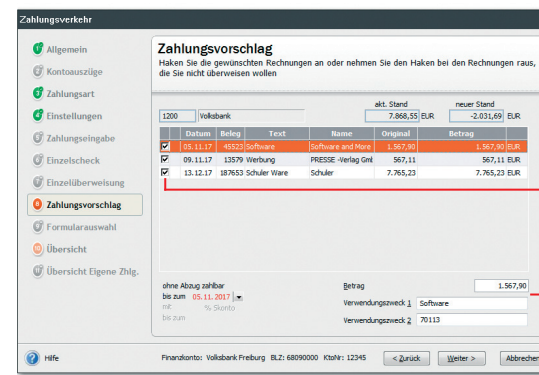 Zahlungsverkehr
Allgemein
Kontoauszüge
Zahlungsart
Einstellungen
Zahlungseingabe
Einzelscheck
Einzelüberweisung
Zahlungsvorschlag
Formularauswahl
Übersicht
Übersicht Eigene Zhlg.
Zahlungsvorschlag
Haken Sie die gewünschten Rechnungen an oder nehmen Sie den Haken bei den Rechnungen raus,
die Sie nicht überweisen wollen
akt. Stand neuer Stand
1200 Volksbank 7.868,55 EUR -2.031,69 EUR
Datum Beleg Text Name Original Betrag
05.11.17 45523 Software Software and More 1.567,90 1.567,90 EUR
09.11.17 13579 Werbung PRESSE -Verlag Gml 567,11 567,11 EUR
13.12.17 187653 Schuler Ware Schuler 7.765,23 7.765,23 EUR
ohne Abzug zahlbar
bis zum 05.11.2017
mit % Skonto
bis zum
Betrag 1.567,90
Verwendungszweck 1 Software
Verwendungszweck 2 70113
Hilfe
Finanzkonto: Volksbank Freiburg BLZ: 68090000 KtoNr: 12345
< Zurück
Weiter >
Abbrechen